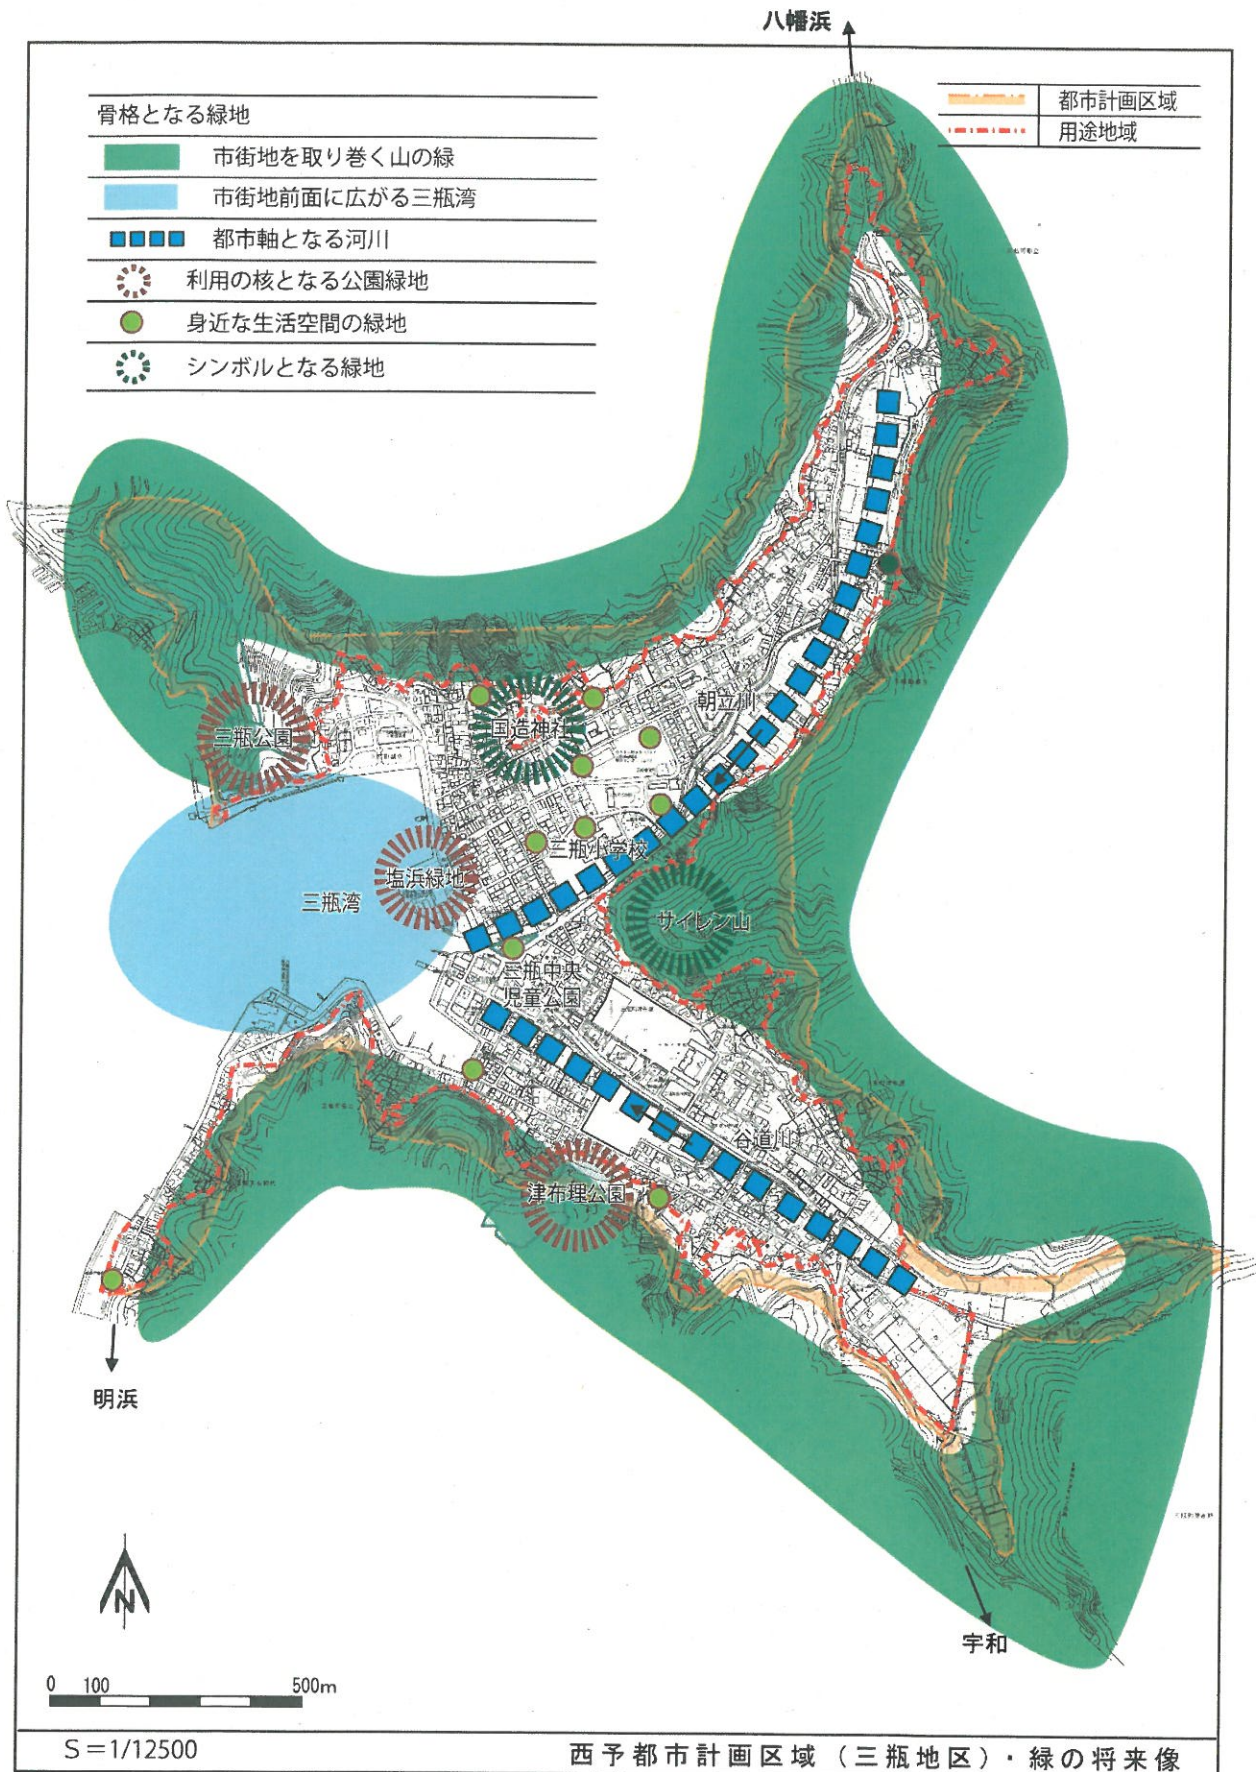 八幡浜
骨格となる緑地
市街地を取り巻く山の緑
市街地前面に広がる三瓶湾
都市軸となる河川
利用の核となる公園緑地
身近な生活空間の緑地
シンボルとなる緑地
都市計画区域
用途地域
朝立川
三瓶公園
国造神社
三瓶小学校
塩浜緑地
三瓶湾
サイレン山
三瓶中央
児童公園
谷道川
津布理公園
明浜
宇和
N
0 100 500m
S=1/12500
西予都市計画区域(三瓶地区)・緑の将来像